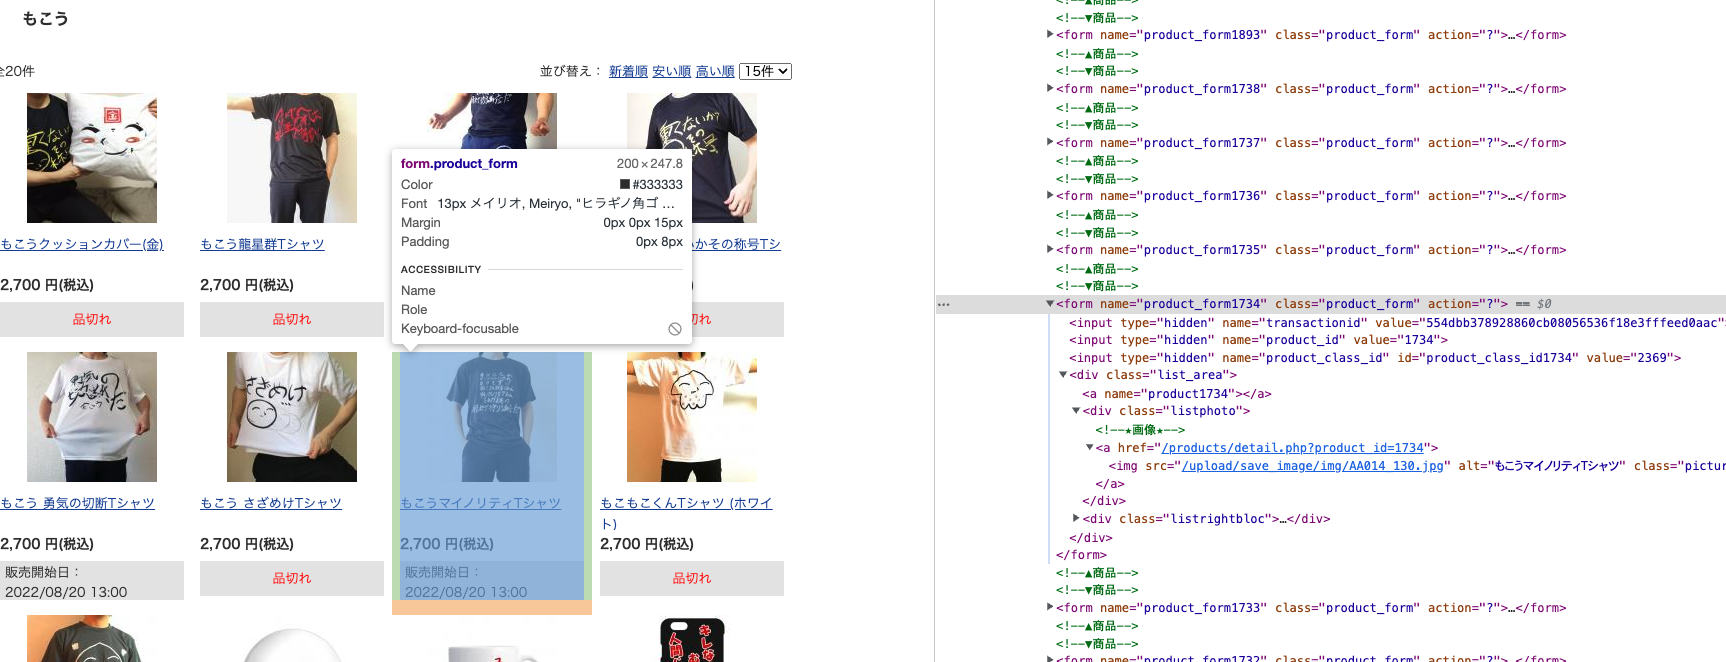 もこう
全20件
並び替え： 新着順 安い順 高い順 15件
もこうクッションカバー(金)
2,700 円(税込)
品切れ
もこう龍星群Tシャツ
2,700 円(税込)
品切れ
form.product_form 200×247.8
Color #333333
Font 13px メイリオ, Meiryo, "ヒラギノ角ゴ ...
Margin 0px 0px 15px
Padding 0px 8px
ACCESSIBILITY
Name
Role
Keyboard-focusable
かその称号Tシ
)
切れ
もこう 勇気の切断Tシャツ
2,700 円(税込)
販売開始日：
2022/08/20 13:00
さざめけ
もこう さざめけTシャツ
2,700 円(税込)
品切れ
もこうマイノリティTシャツ
2,700 円(税込)
販売開始日：
2022/08/20 13:00
もこもこくんTシャツ (ホワイ
ト)
2,700 円(税込)
品切れ
<!--▲商品-->
<!--▼商品-->
<form name="product_form1893" class="product_form" action="?">…</form>
<!--▲商品-->
<!--▼商品-->
<form name="product_form1738" class="product_form" action="?">…</form>
<!--▲商品-->
<!--▼商品-->
<form name="product_form1737" class="product_form" action="?">…</form>
<!--▲商品-->
<!--▼商品-->
<form name="product_form1736" class="product_form" action="?">…</form>
<!--▲商品-->
<!--▼商品-->
<form name="product_form1735" class="product_form" action="?">…</form>
<!--▲商品-->
<!--▼商品-->
<form name="product_form1734" class="product_form" action="?"> == $0
<input type="hidden" name="transactionid" value="554dbb378928860cb08056536f18e3fffeed0aac">
<input type="hidden" name="product_id" value="1734">
<input type="hidden" name="product_class_id" id="product_class_id1734" value="2369">
<div class="list_area">
<a name="product1734"></a>
<div class="listphoto">
<!--★画像★-->
<a href="/products/detail.php?product_id=1734">
<img src="/upload/save_image/img/AA014_130.jpg" alt="もこうマイノリティTシャツ" class="pictur
</a>
</div>
<div class="listrightbloc">…</div>
</div>
</form>
<!--▲商品-->
<!--▼商品-->
<form name="product_form1733" class="product_form" action="?">…</form>
<!--▲商品-->
<!--▼商品-->
<form name="product_form1732" class="product_form" action="?">…</form>